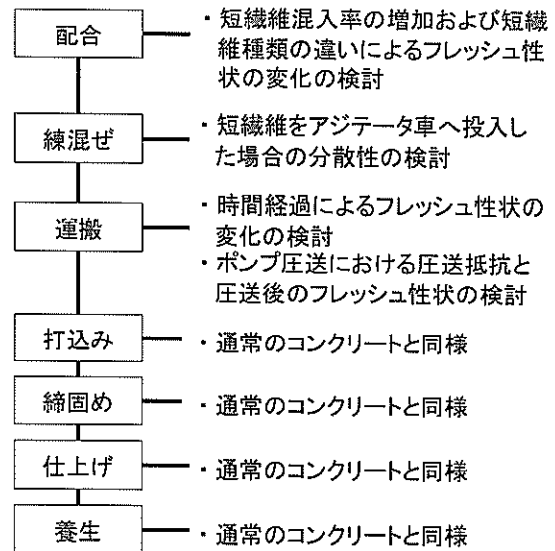 配合
・短繊維混入率の増加および短繊
維種類の違いによるフレッシュ性
状の変化の検討
練混ぜ
・短繊維をアジテータ車へ投入し
た場合の分散性の検討
運搬
・時間経過によるフレッシュ性状の
変化の検討
・ポンプ圧送における圧送抵抗と
圧送後のフレッシュ性状の検討
打込み
・通常のコンクリートと同様
締固め
・通常のコンクリートと同様
仕上げ
・通常のコンクリートと同様
養生
・通常のコンクリートと同様